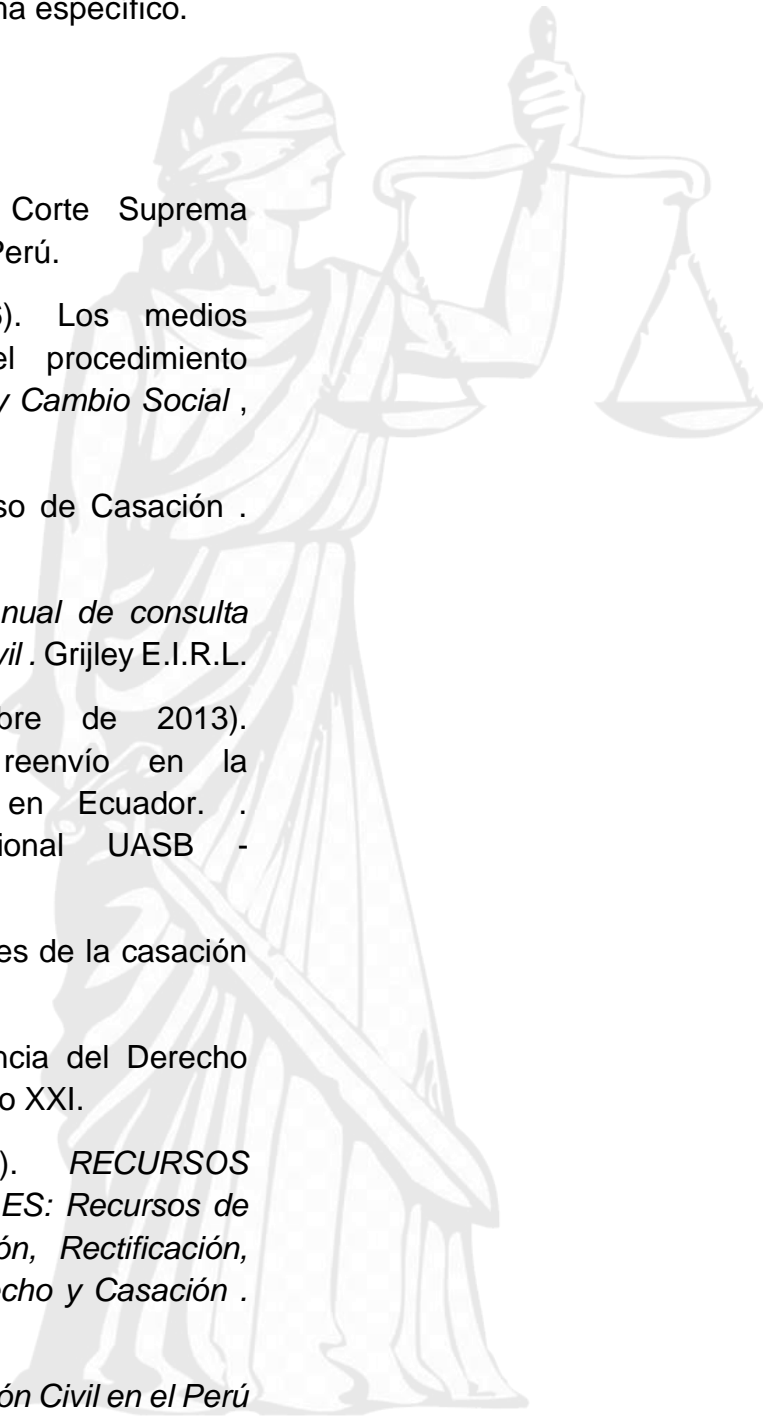 na específico.
Corte Suprema
Perú.
6). Los medios
el procedimiento
y Cambio Social ,
so de Casación .
nual de consulta
vil . Grijley E.I.R.L.
bre de 2013).
reenvío en la
en Ecuador. .
ional UASB -
es de la casación
ncia del Derecho
o XXI.
). RECURSOS
ES: Recursos de
ón, Rectificación,
echo y Casación .
ón Civil en el Perú